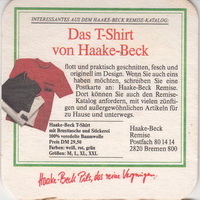 INTERESSANTES AUS DEM HAAKE-BECK REMISE-KATALOG:
Das T-Shirt
von Haake-Beck
flott und praktisch geschnitten, fesch und
originell im Design. Wenn Sie auch eins
haben möchten, schreiben Sie eine
Postkarte an: Haake-Beck Remise.
Dort können Sie auch den Remise-
Katalog anfordern, mit vielen zünfti-
gen und außergewöhnlichen Artikeln für
zu Hause und unterwegs.
Haake-Beck T-Shirt
mit Brusttasche und Stickerei
100% veredelte Baumwolle
Preis DM 29,50
Farben: weiß, rot, grün
Größen: M, L, XL, XXL
Haake-Beck
Remise
Postfach 80 14 14
2820 Bremen 800
Haake-Beck Pils, das reine Vergnügen.